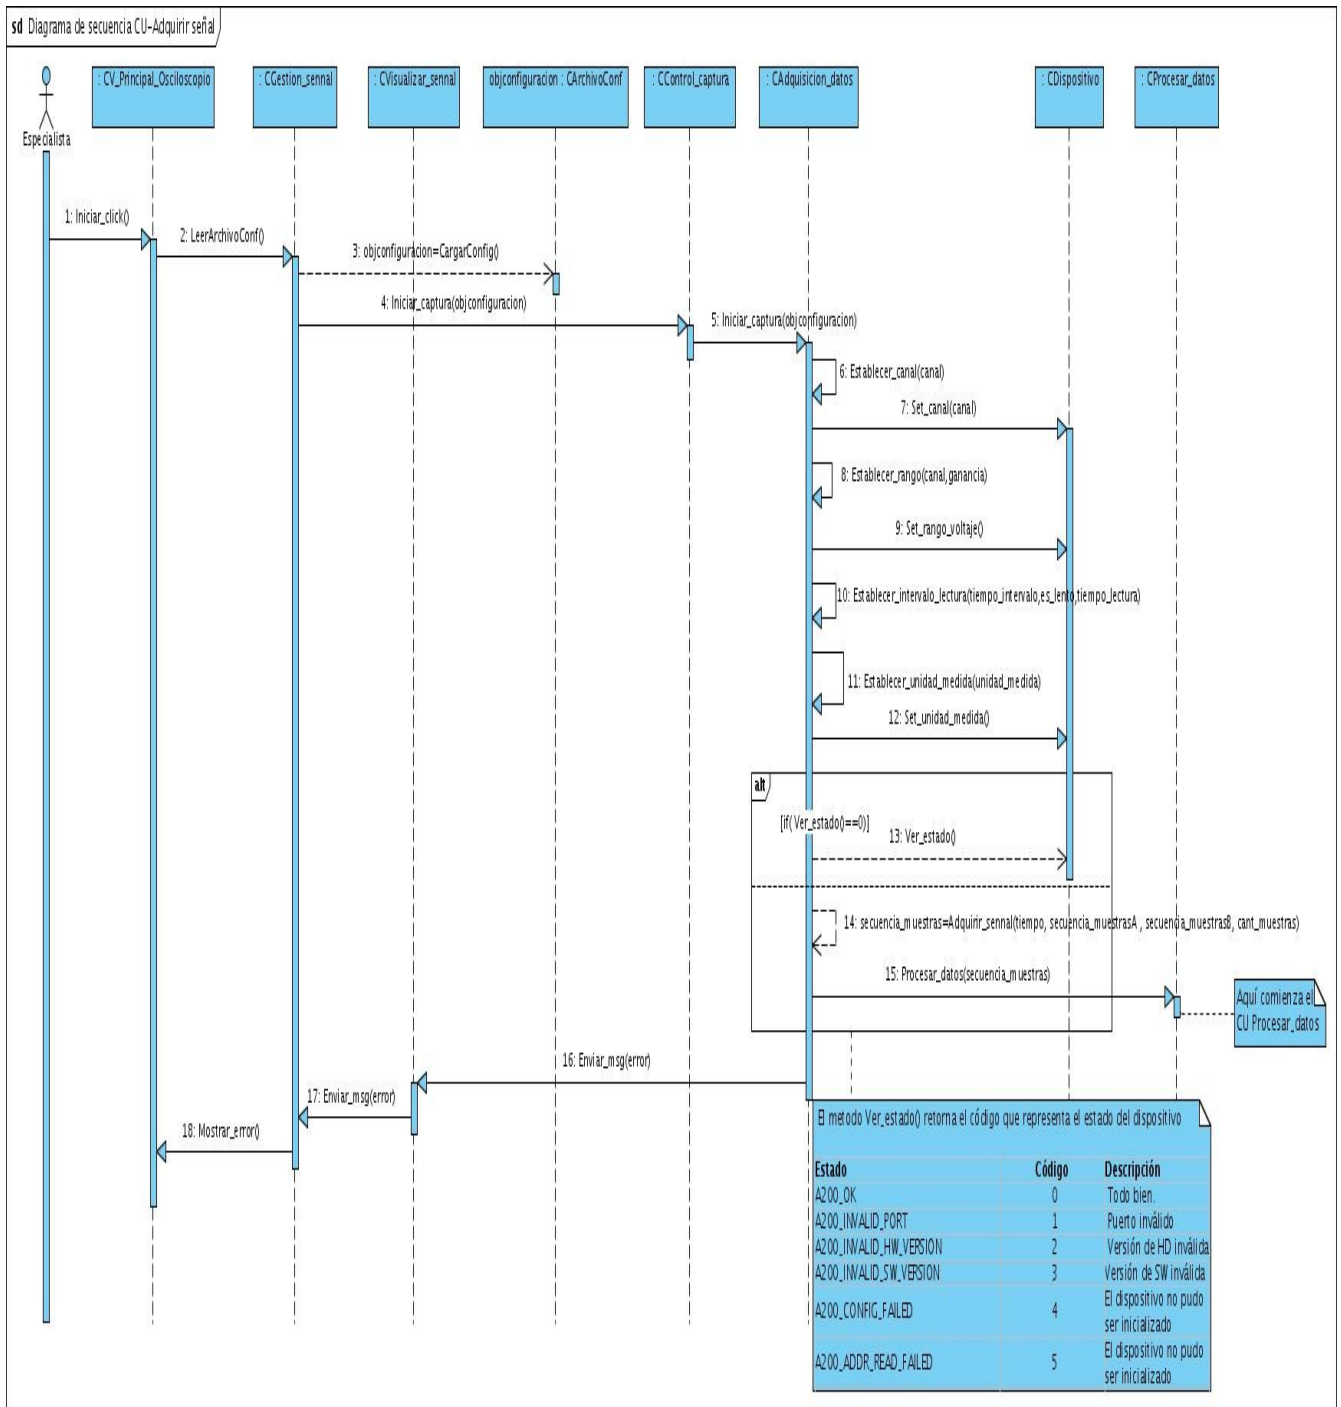 sd Diagrama de secuencia CU-Adquirir señal
: CV_Principal_Osciloscopio
: CGestion_sennal
: CVisualizar_sennal
objconfiguracion : CArchivoConf
: CControl_captura
: CAdquisicion_datos
: CDispositivo
: CProcesar_datos
Especialista
1: Iniciar_click()
2: LeerArchivoConf()
3: objconfiguracion=CargarConfig()
4: Iniciar_captura(objconfiguracion)
5: Iniciar_captura(objconfiguracion)
6: Establecer_canal(canal)
7: Set_canal(canal)
8: Establecer_rango(canal,ganancia)
9: Set_rango_voltaje()
10: Establecer_intervalo_lectura(tiempo_intervalo,es_lento,tiempo_lectura)
11: Establecer_unidad_medida(unidad_medida)
12: Set_unidad_medida()
alt
[if( Ver_estado()==0)]
13: Ver_estado()
14: secuencia_muestras=Adquirir_sennal(tiempo, secuencia_muestrasA , secuencia_muestrasB, cant_muestras)
15: Procesar_datos(secuencia_muestras)
Aquí comienza el
CU Procesar_datos
16: Enviar_msg(error)
17: Enviar_msg(error)
18: Mostrar_error()
El metodo Ver_estado() retorna el código que representa el estado del dispositivo
Estado Código Descripción
A200_OK 0 Todo bien.
A200_INVALID_PORT 1 Puerto inválido
A200_INVALID_HW_VERSION 2 Versión de HD inválida
A200_INVALID_SW_VERSION 3 Versión de SW inválida
A200_CONFIG_FAILED 4 El dispositivo no pudo
ser inicializado
A200_ADDR_READ_FAILED 5 El dispositivo no pudo
ser inicializado